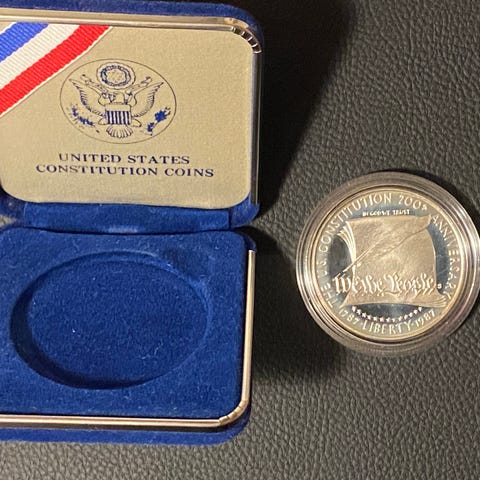 UNITED STATES
CONSTITUTION COINS
THE U.S. CONSTITUTION 200th ANNIVERSARY
IN GOD WE TRUST
We the People
S
1787 · LIBERTY · 1987